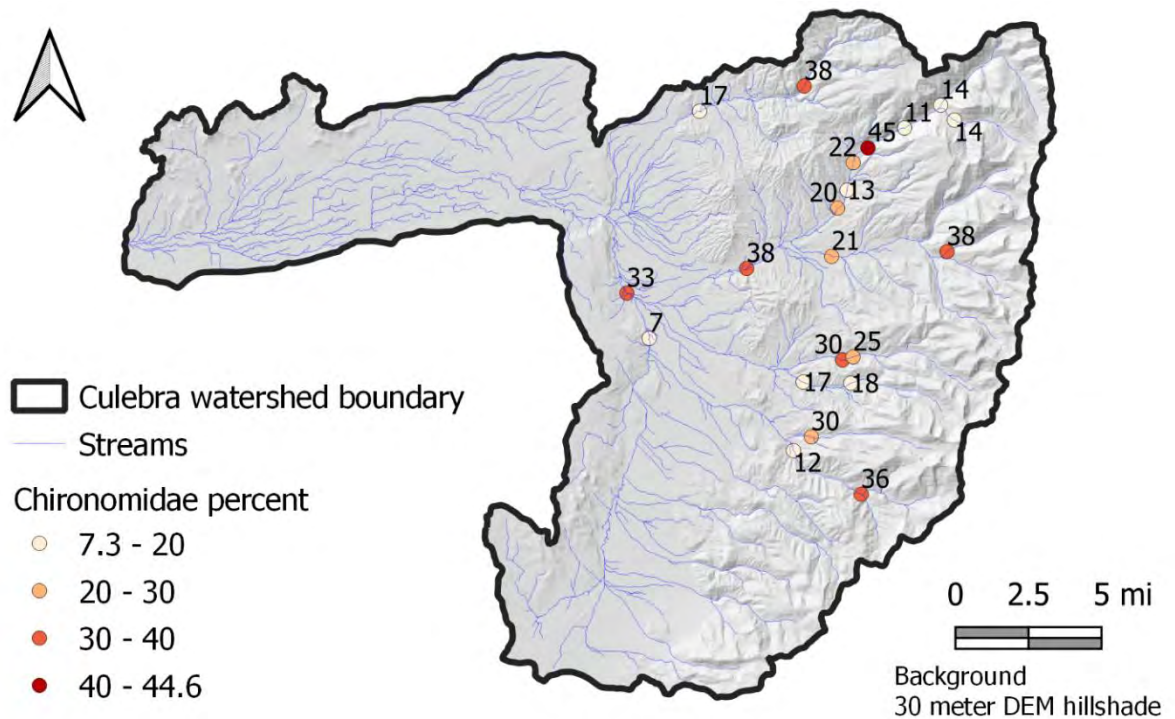 38
17
14
11
14
45
22
13
20
21
38
38
33
7
30
25
17
18
30
12
36
Culebra watershed boundary
Streams
Chironomidae percent
7.3 - 20
20 - 30
30 - 40
40 - 44.6
0 2.5 5 mi
Background
30 meter DEM hillshade